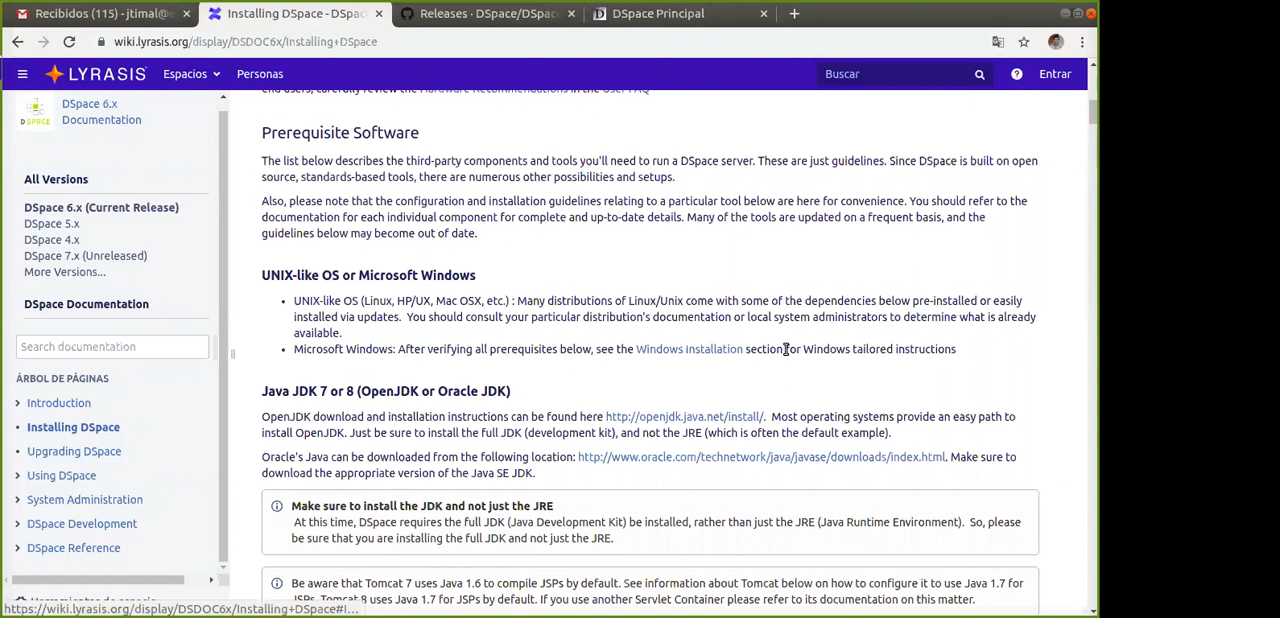 Recibidos (115) - jtimal@e
Installing DSpace - DSpac
Releases · DSpace/DSpac
DSpace Principal
wiki.lyrasis.org/display/DSDOC6x/Installing+DSpace
LYRASIS
Espacios
Personas
Buscar
Entrar
DSPACE
DSpace 6.x
Documentation
All Versions
DSpace 6.x (Current Release)
DSpace 5.x
DSpace 4.x
DSpace 7.x (Unreleased)
More Versions...
DSpace Documentation
Search documentation
ÁRBOL DE PÁGINAS
Introduction
Installing DSpace
Upgrading DSpace
Using DSpace
System Administration
DSpace Development
DSpace Reference
end users, carefully review the Hardware Recommendations in the User FAQ
Prerequisite Software
The list below describes the third-party components and tools you'll need to run a DSpace server. These are just guidelines. Since DSpace is built on open
source, standards-based tools, there are numerous other possibilities and setups.
Also, please note that the configuration and installation guidelines relating to a particular tool below are here for convenience. You should refer to the
documentation for each individual component for complete and up-to-date details. Many of the tools are updated on a frequent basis, and the
guidelines below may become out of date.
UNIX-like OS or Microsoft Windows
• UNIX-like OS (Linux, HP/UX, Mac OSX, etc.) : Many distributions of Linux/Unix come with some of the dependencies below pre-installed or easily
installed via updates. You should consult your particular distribution's documentation or local system administrators to determine what is already
available.
• Microsoft Windows: After verifying all prerequisites below, see the Windows Installation section for Windows tailored instructions
Java JDK 7 or 8 (OpenJDK or Oracle JDK)
OpenJDK download and installation instructions can be found here http://openjdk.java.net/install/. Most operating systems provide an easy path to
install OpenJDK. Just be sure to install the full JDK (development kit), and not the JRE (which is often the default example).
Oracle's Java can be downloaded from the following location: http://www.oracle.com/technetwork/java/javase/downloads/index.html. Make sure to
download the appropriate version of the Java SE JDK.
Make sure to install the JDK and not just the JRE
At this time, DSpace requires the full JDK (Java Development Kit) be installed, rather than just the JRE (Java Runtime Environment). So, please
be sure that you are installing the full JDK and not just the JRE.
Be aware that Tomcat 7 uses Java 1.6 to compile JSPs by default. See information about Tomcat below on how to configure it to use Java 1.7 for
JSPs. Tomcat 8 uses Java 1.7 for JSPs by default. If you use another Servlet Container please refer to its documentation on this matter.
https://wiki.lyrasis.org/display/DSDOC6x/Installing+DSpace#I...